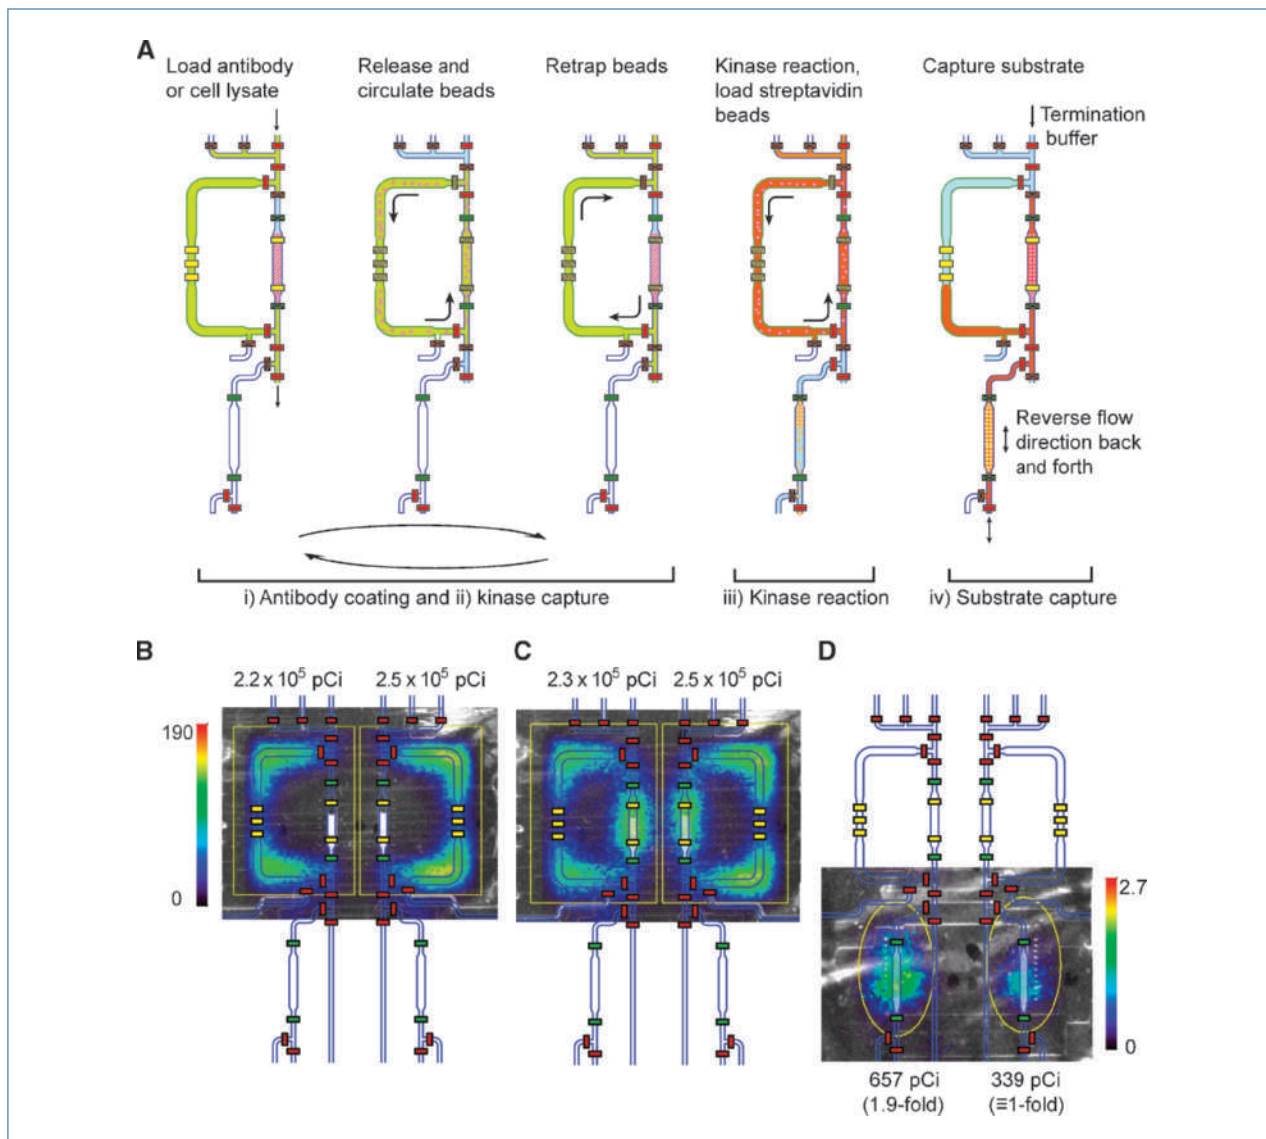 A
Load antibody
or cell lysate
Release and
circulate beads
Retrap beads
Kinase reaction,
load streptavidin
beads
Capture substrate
Termination
buffer
Reverse flow
direction back
and forth
i) Antibody coating and ii) kinase capture
iii) Kinase reaction
iv) Substrate capture
B
2.2 x 10⁵ pCi
2.5 x 10⁵ pCi
190
0
C
2.3 x 10⁵ pCi
2.5 x 10⁵ pCi
D
2.7
0
657 pCi
(1.9-fold)
339 pCi
(≡1-fold)